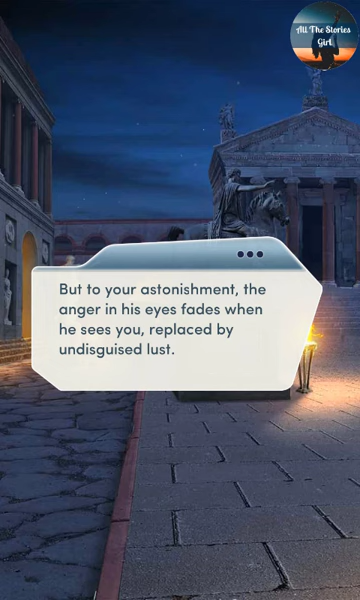 All The Stories
Girl
But to your astonishment, the
anger in his eyes fades when
he sees you, replaced by
undisguised lust.